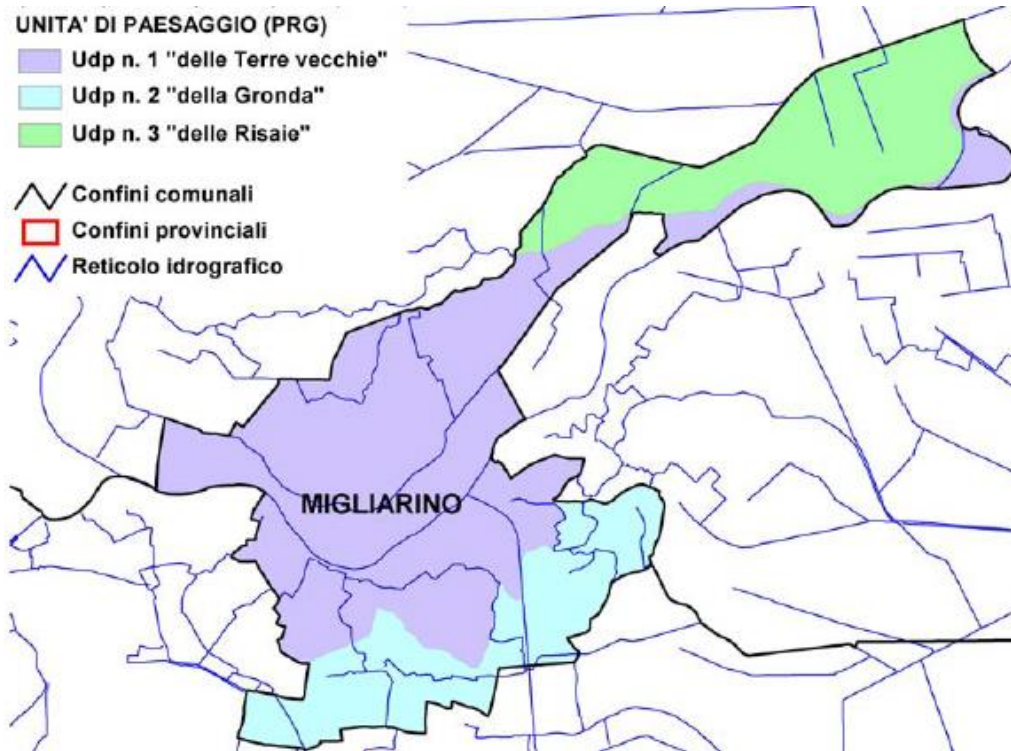 UNITA' DI PAESAGGIO (PRG)
Udp n. 1 "delle Terre vecchie"
Udp n. 2 "della Gronda"
Udp n. 3 "delle Risaie"
Confini comunali
Confini provinciali
Reticolo idrografico
MIGLIARINO